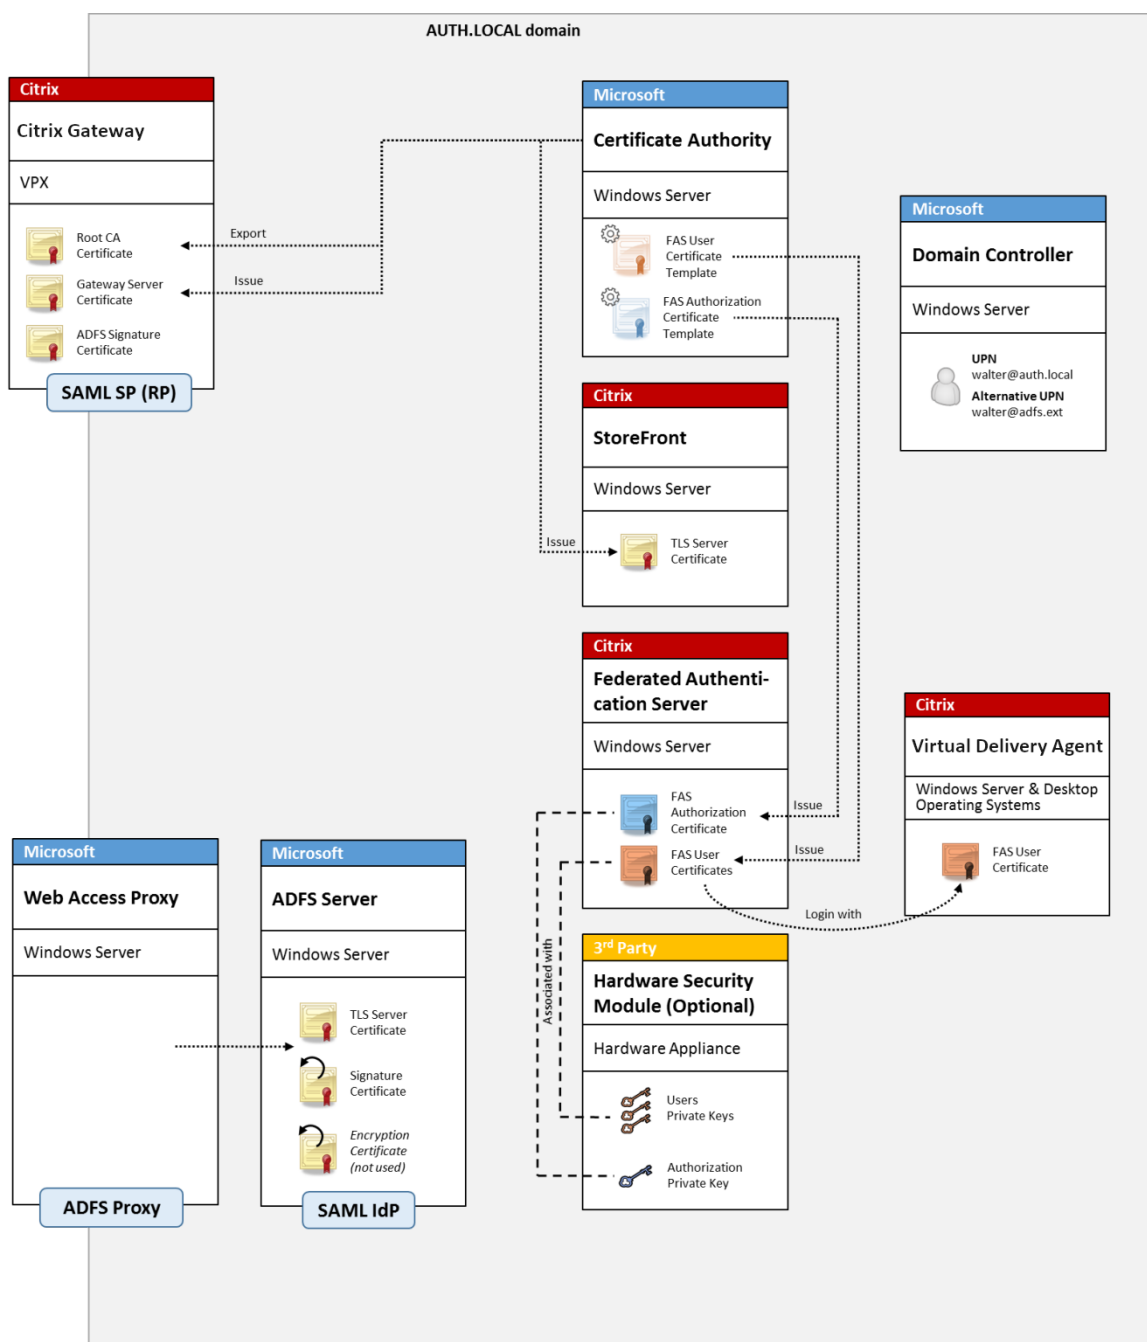 AUTH.LOCAL domain
Citrix
Citrix Gateway
VPX
Root CA
Certificate
Gateway Server
Certificate
ADFS Signature
Certificate
SAML SP (RP)
Export
Issue
Microsoft
Certificate Authority
Windows Server
FAS User
Certificate
Template
FAS Authorization
Certificate
Template
Microsoft
Domain Controller
Windows Server
UPN
walter@auth.local
Alternative UPN
walter@adfs.ext
Citrix
StoreFront
Windows Server
Issue
TLS Server
Certificate
Citrix
Federated Authenti-
cation Server
Windows Server
FAS
Authorization
Certificate
FAS User
Certificates
Issue
Issue
Citrix
Virtual Delivery Agent
Windows Server & Desktop
Operating Systems
FAS User
Certificate
Login with
Microsoft
Web Access Proxy
Windows Server
ADFS Proxy
Microsoft
ADFS Server
Windows Server
TLS Server
Certificate
Signature
Certificate
Encryption
Certificate
(not used)
SAML IdP
Associated with
3rd Party
Hardware Security
Module (Optional)
Hardware Appliance
Users
Private Keys
Authorization
Private Key